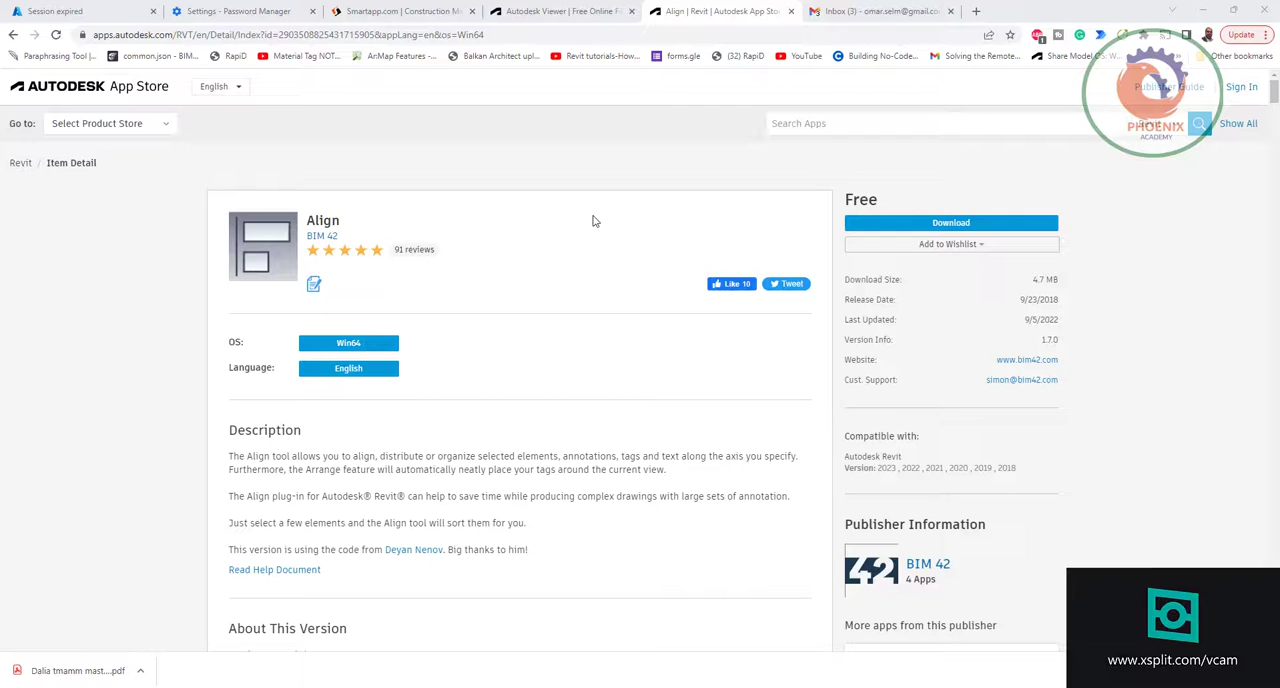 Session expired
Settings - Password Manager
Smartapp.com | Construction M
Autodesk Viewer | Free Online Fi
Align | Revit | Autodesk App Sto
Inbox (3) - omar.selm@gmail.co
apps.autodesk.com/RVT/en/Detail/Index?id=2903508825431715905&appLang=en&os=Win64
Update
Paraphrasing Tool |...
common.json - BIM...
RapiD
Material Tag NOT...
ArMap Features -...
Arkan Architect upl...
Revit tutorials-How...
forms.gle
(32) RapiD
YouTube
Building No-Code...
Solving the Remote...
Share Model
Other bookmarks
AUTODESK App Store
English
Publisher Guide
Sign In
Go to:
Select Product Store
Search Apps
Show All
PHOENIX
ACADEMY
Revit / Item Detail
Align
BIM 42
91 reviews
Like 10
Tweet
OS:
Win64
Language:
English
Description
The Align tool allows you to align, distribute or organize selected elements, annotations, tags and text along the axis you specify.
Furthermore, the Arrange feature will automatically neatly place your tags around the current view.
The Align plug-in for Autodesk® Revit® can help to save time while producing complex drawings with large sets of annotation.
Just select a few elements and the Align tool will sort them for you.
This version is using the code from Deyan Nenov. Big thanks to him!
Read Help Document
About This Version
Free
Download
Add to Wishlist
Download Size: 4.7 MB
Release Date: 9/23/2018
Last Updated: 9/5/2022
Version Info: 1.7.0
Website: www.bim42.com
Cust. Support: simon@bim42.com
Compatible with:
Autodesk Revit
Version: 2023 , 2022 , 2021 , 2020 , 2019 , 2018
Publisher Information
42
BIM 42
4 Apps
More apps from this publisher
Dalia tmamm mast....pdf
www.xsplit.com/vcam